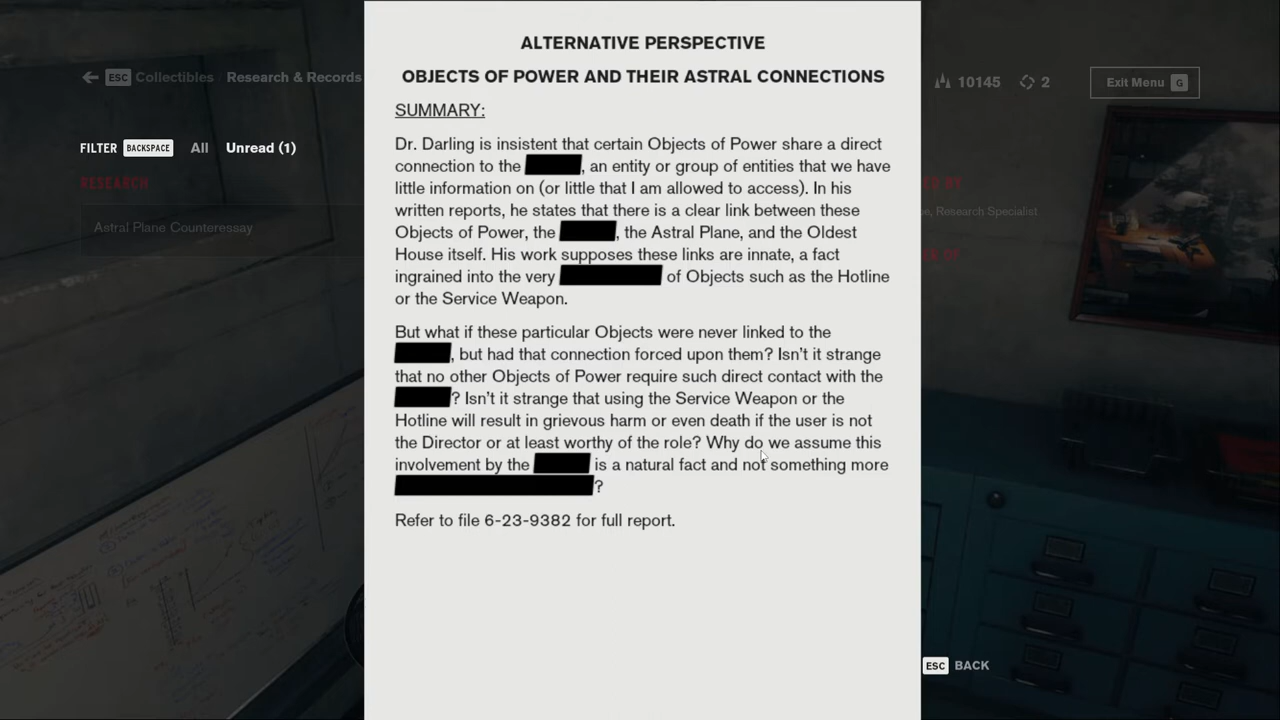 ALTERNATIVE PERSPECTIVE
OBJECTS OF POWER AND THEIR ASTRAL CONNECTIONS
ESC Collectibles Research & Records
10145 2 Exit Menu G
SUMMARY:
FILTER BACKSPACE All Unread (1)
RESEARCH
Astral Plane Counteressay
Dr. Darling is insistent that certain Objects of Power share a direct
connection to the , an entity or group of entities that we have
little information on (or little that I am allowed to access). In his
written reports, he states that there is a clear link between these
Objects of Power, the , the Astral Plane, and the Oldest
House itself. His work supposes these links are innate, a fact
ingrained into the very of Objects such as the Hotline
or the Service Weapon.
But what if these particular Objects were never linked to the
, but had that connection forced upon them? Isn't it strange
that no other Objects of Power require such direct contact with the
? Isn't it strange that using the Service Weapon or the
Hotline will result in grievous harm or even death if the user is not
the Director or at least worthy of the role? Why do we assume this
involvement by the is a natural fact and not something more
?
Refer to file 6-23-9382 for full report.
BY
, Research Specialist
ESC BACK